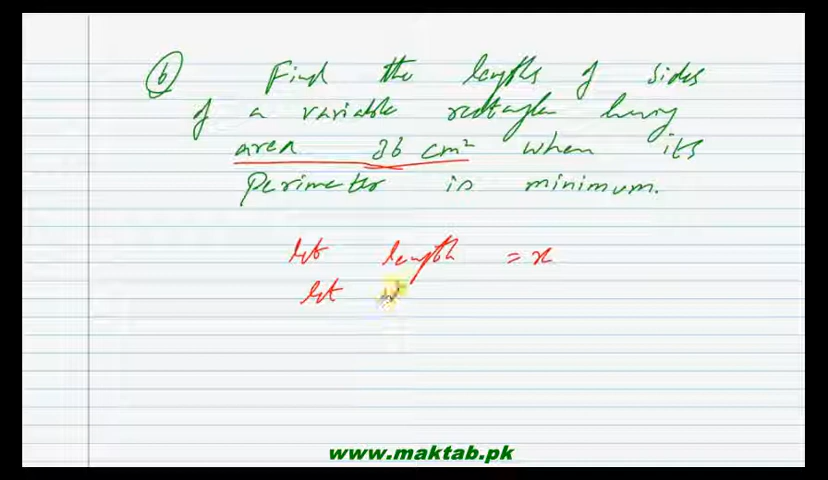 6 Find the lengths of sides
of a variable rectangle having
area 36 cm² when its
Perimeter is minimum.
let length = x
let
www.maktab.pk